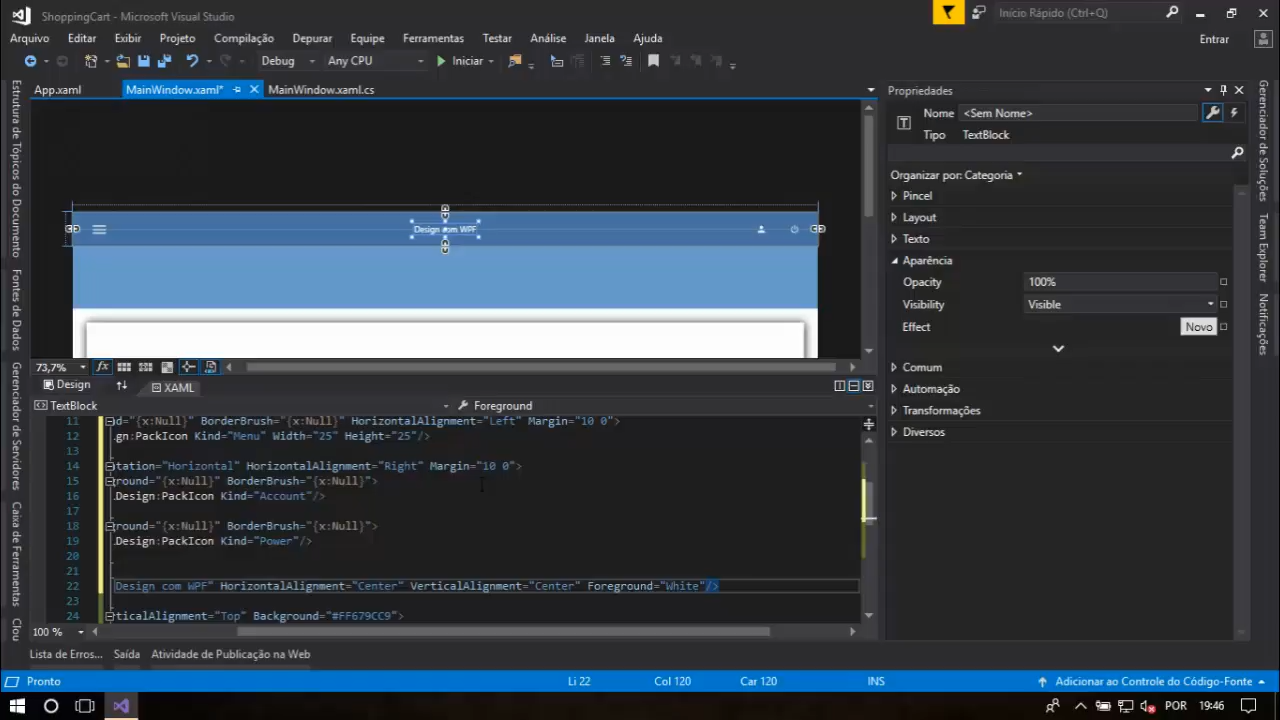 ShoppingCart - Microsoft Visual Studio
Início Rápido (Ctrl+Q)
Arquivo Editar Exibir Projeto Compilação Depurar Equipe Ferramentas Testar Análise Janela Ajuda
Entrar
Debug Any CPU Iniciar
App.xaml MainWindow.xaml* MainWindow.xaml.cs
Estrutura de Tópicos do Documento
Fontes de Dados
Gerenciador de Servidores
Caixa de Ferramentas
Clou
Design com WPF
73,7%
Design XAML
TextBlock Foreground
11 d="{x:Null}" BorderBrush="{x:Null}" HorizontalAlignment="Left" Margin="10 0">
12 .gn:PackIcon Kind="Menu" Width="25" Height="25"/>
13
14 tation="Horizontal" HorizontalAlignment="Right" Margin="10 0">
15 round="{x:Null}" BorderBrush="{x:Null}">
16 .Design:PackIcon Kind="Account"/>
17
18 round="{x:Null}" BorderBrush="{x:Null}">
19 .Design:PackIcon Kind="Power"/>
20
21
22 Design com WPF" HorizontalAlignment="Center" VerticalAlignment="Center" Foreground="White"/>
23
24 ticalAlignment="Top" Background="#FF679CC9">
100 %
Propriedades
Nome <Sem Nome>
Tipo TextBlock
Organizar por: Categoria
Pincel
Layout
Texto
Aparência
Opacity 100%
Visibility Visible
Effect Novo
Comum
Automação
Transformações
Diversos
Gerenciador de Soluções
Team Explorer
Notificações
Lista de Erros... Saída Atividade de Publicação na Web
Pronto Li 22 Col 120 Car 120 INS Adicionar ao Controle do Código-Fonte
POR 19:46